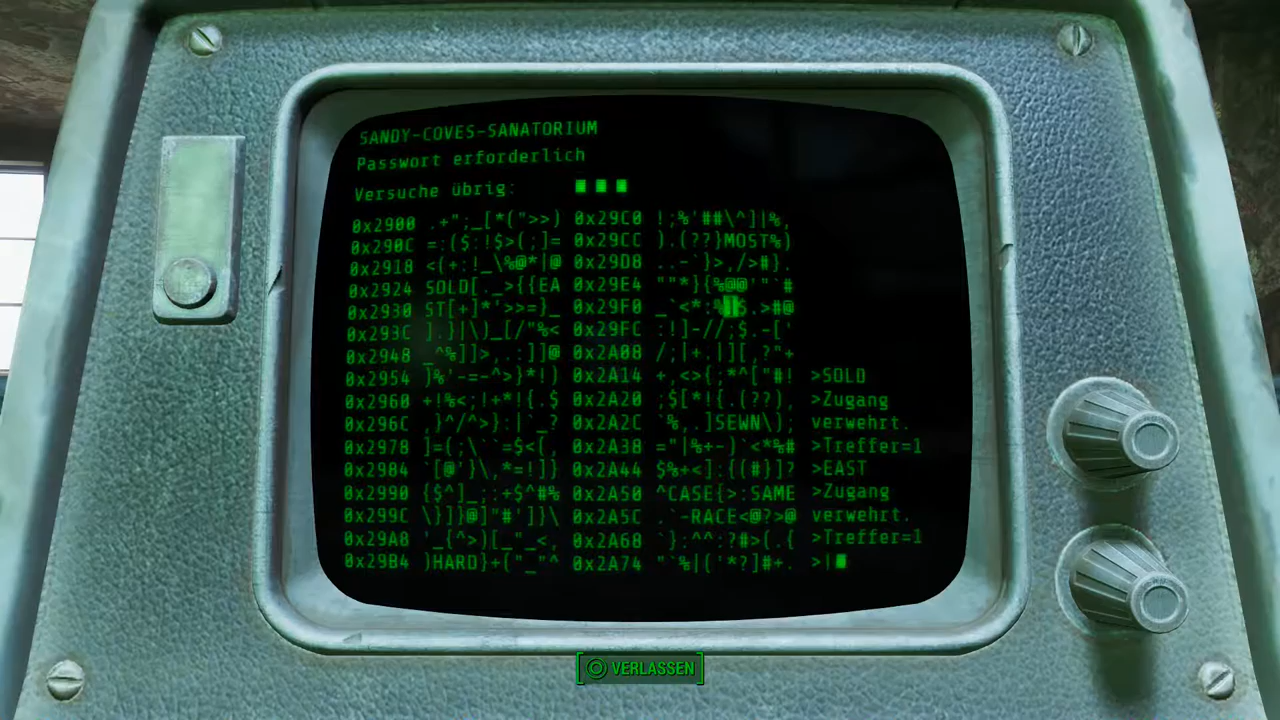 SANDY-COVES-SANATORIUM
Passwort erforderlich
Versuche übrig: ■ ■ ■
0x2900 .+";_[*(">>) 0x29C0 !;%'##\^]|%,
0x290C =:($:!$>(;]= 0x29CC ).(??}MOST%)
0x2918 <(+:!_\%@*|@ 0x29D8 ..-`}>,/>#}.
0x2924 SOLD[._>{{EA 0x29E4 ""*}{%@@'"`#
0x2930 ST[+]*'>>=}_ 0x29F0 _`<*:%|$.>#@
0x293C ].}|\)_[/"%< 0x29FC :!]-//;$.-['
0x2948 _^%]]>,.:]]@ 0x2A08 /;|+.|][,?"+
0x2954 )%'-=-^>}*!) 0x2A14 +,<>{;*^["#! >SOLD
0x2960 +!%<;!+*!{.$ 0x2A20 ;$[*!{.(??), >Zugang
0x296C ,}^/^>}:|`_? 0x2A2C `%,.]SEWN\); verwehrt.
0x2978 ]=(;\``=$<(, 0x2A38 ="|%+-)`<*%# >Treffer=1
0x2984 `[@'}\,*=!]} 0x2A44 $%+<]:{(#}]? >EAST
0x2990 {$^]_;:+$^#% 0x2A50 ^CASE{>:SAME >Zugang
0x299C \}]}@]"#']}\ 0x2A5C .`-RACE<@?>@ verwehrt.
0x29A8 '_{^>)[_"_<, 0x2A68 `}:^^:?#>(.{ >Treffer=1
0x29B4 )HARD}+("_"^ 0x2A74 "`%|('*?]#+. >|
VERLASSEN